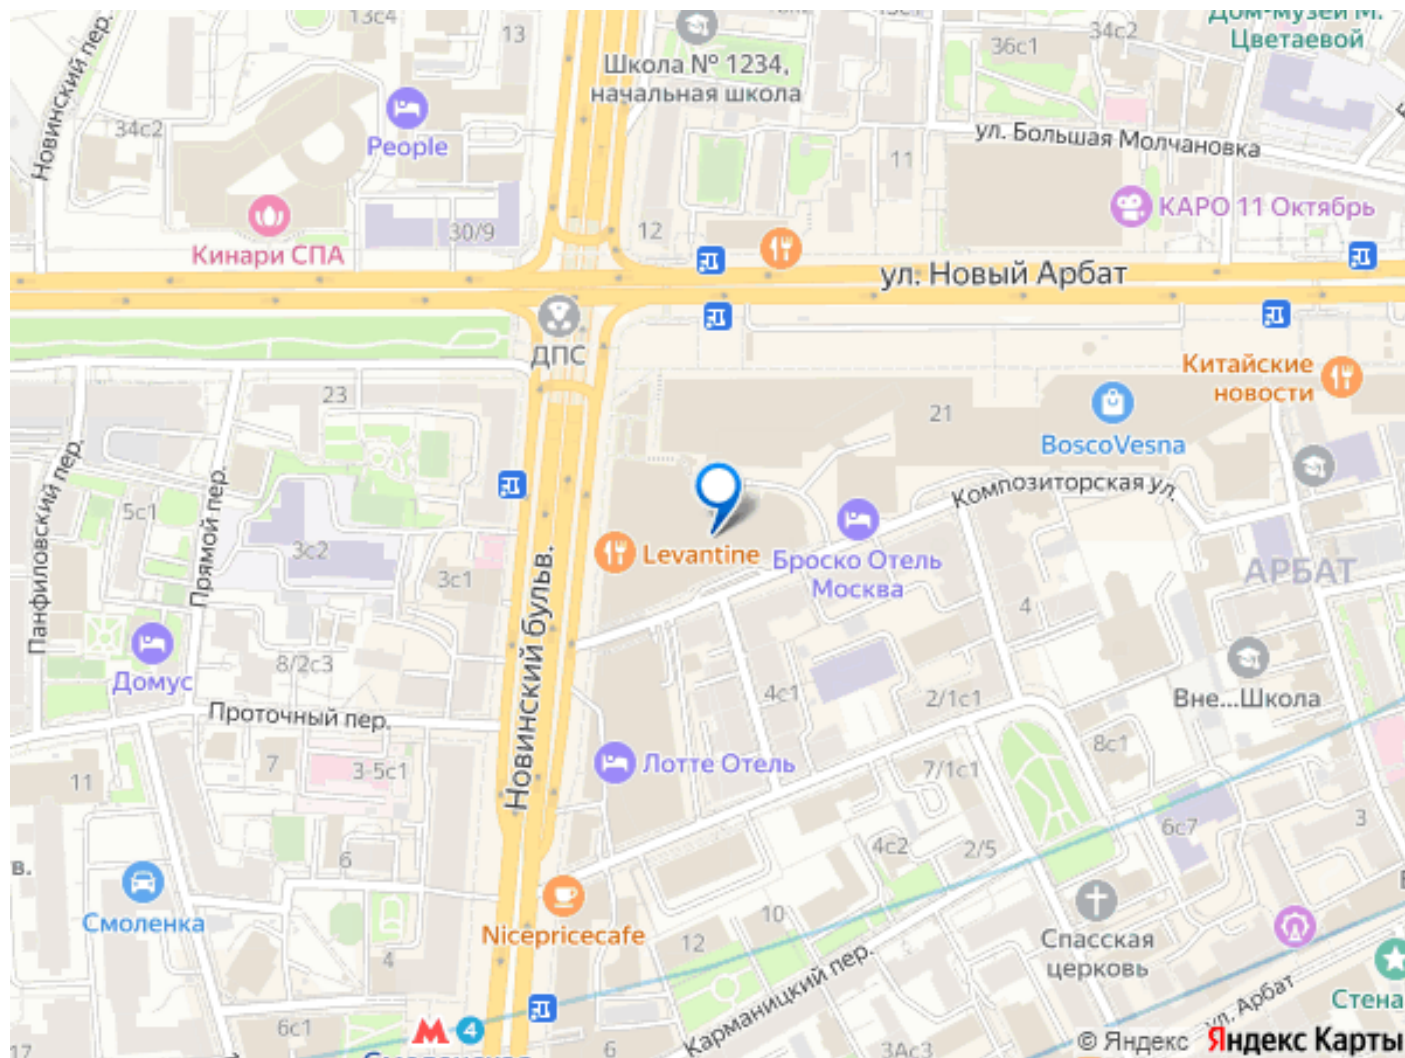 13с4
13
Школа № 1234,
начальная школа
13с1
36с1
34с2
Дом-музей М.
Цветаевой
Новинский пер.
34с2
People
11
ул. Большая Молчановка
КАРО 11 Октябрь
Кинари СПА
30/9
12
ул. Новый Арбат
ДПС
Китайские
новости
23
21
BoscoVesna
Панфиловский пер.
Прямой пер.
5с1
3с2
3с1
Композиторская ул.
Levantine
Броско Отель
Москва
АРБАТ
4
Новинский бульв.
Домус
8/2с3
4с1
2/1с1
Вне...Школа
Проточный пер.
11
7
3-5с1
Лотте Отель
7/1с1
8с1
6с7
3
6
4с2
2/5
в.
Смоленка
Nicepricecafe
10
12
Спасская
церковь
4
Карманицкий пер.
ул. Арбат
Стена
6с1
4
17
6
3Ас3
© Яндекс Яндекс Карты